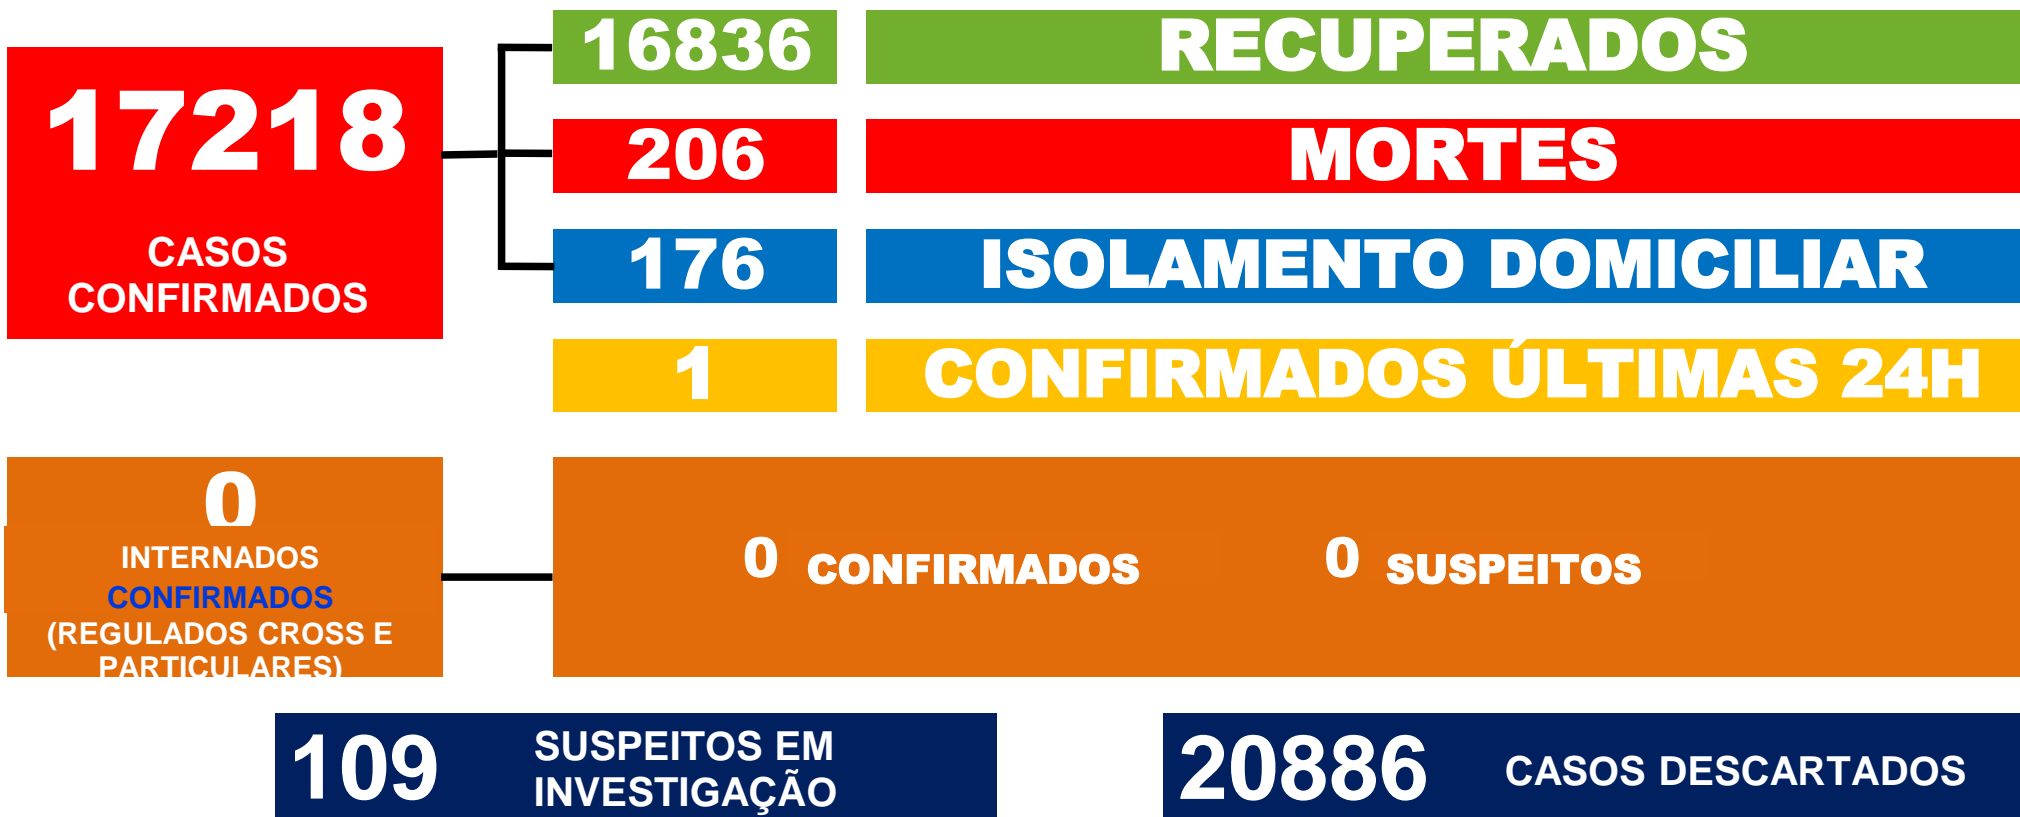 17218
CASOS
CONFIRMADOS
16836 RECUPERADOS
206 MORTES
176 ISOLAMENTO DOMICILIAR
1 CONFIRMADOS ÚLTIMAS 24H
0
INTERNADOS
CONFIRMADOS
(REGULADOS CROSS E
PARTICULARES)
0 CONFIRMADOS 0 SUSPEITOS
109 SUSPEITOS EM
INVESTIGAÇÃO
20886 CASOS DESCARTADOS